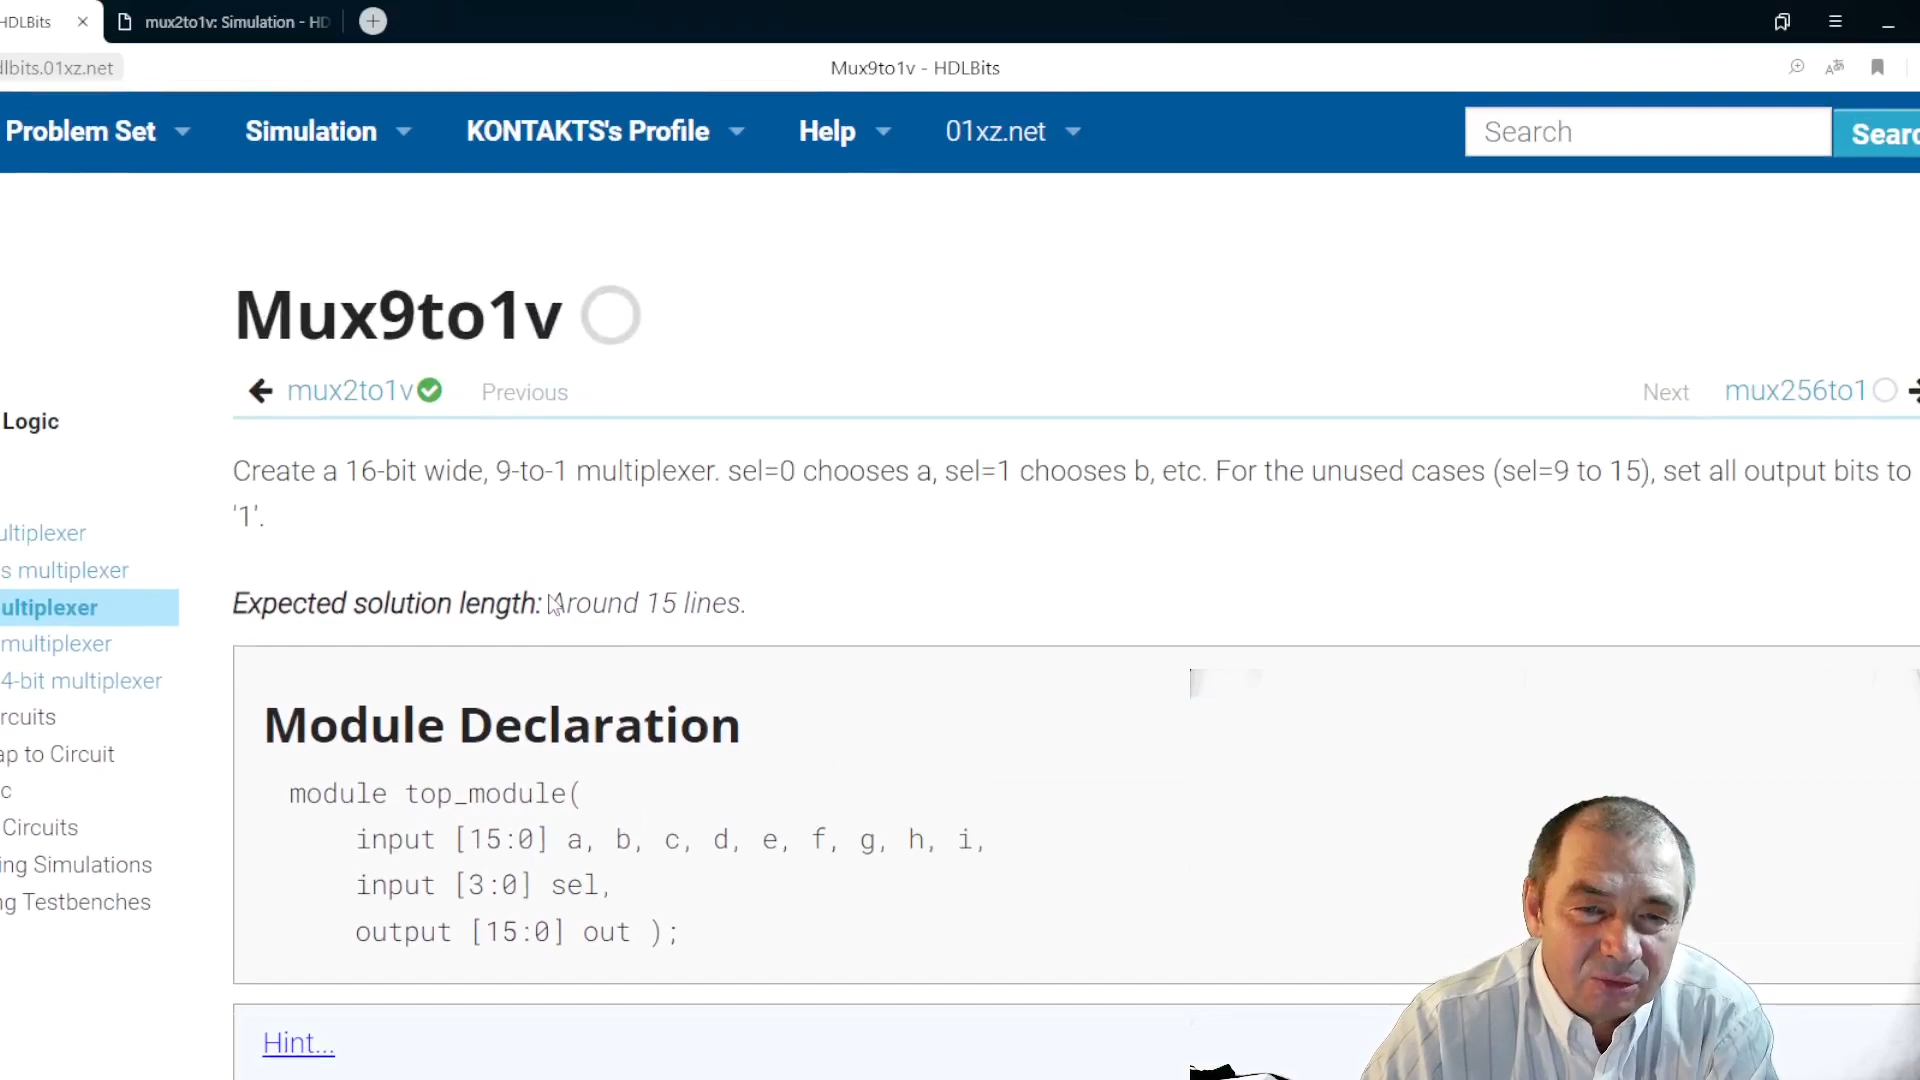 HDLBits
mux2to1v: Simulation - HD
dlbits.01xz.net
Mux9to1v - HDLBits
Problem Set
Simulation
KONTAKTS's Profile
Help
01xz.net
Search
Searc
Mux9to1v
mux2to1v
Previous
Next
mux256to1
Logic
ultiplexer
s multiplexer
ultiplexer
multiplexer
4-bit multiplexer
rcuits
ap to Circuit
c
Circuits
ing Simulations
ng Testbenches
Create a 16-bit wide, 9-to-1 multiplexer. sel=0 chooses a, sel=1 chooses b, etc. For the unused cases (sel=9 to 15), set all output bits to
'1'.
Expected solution length: Around 15 lines.
Module Declaration
module top_module(
input [15:0] a, b, c, d, e, f, g, h, i,
input [3:0] sel,
output [15:0] out );
Hint...